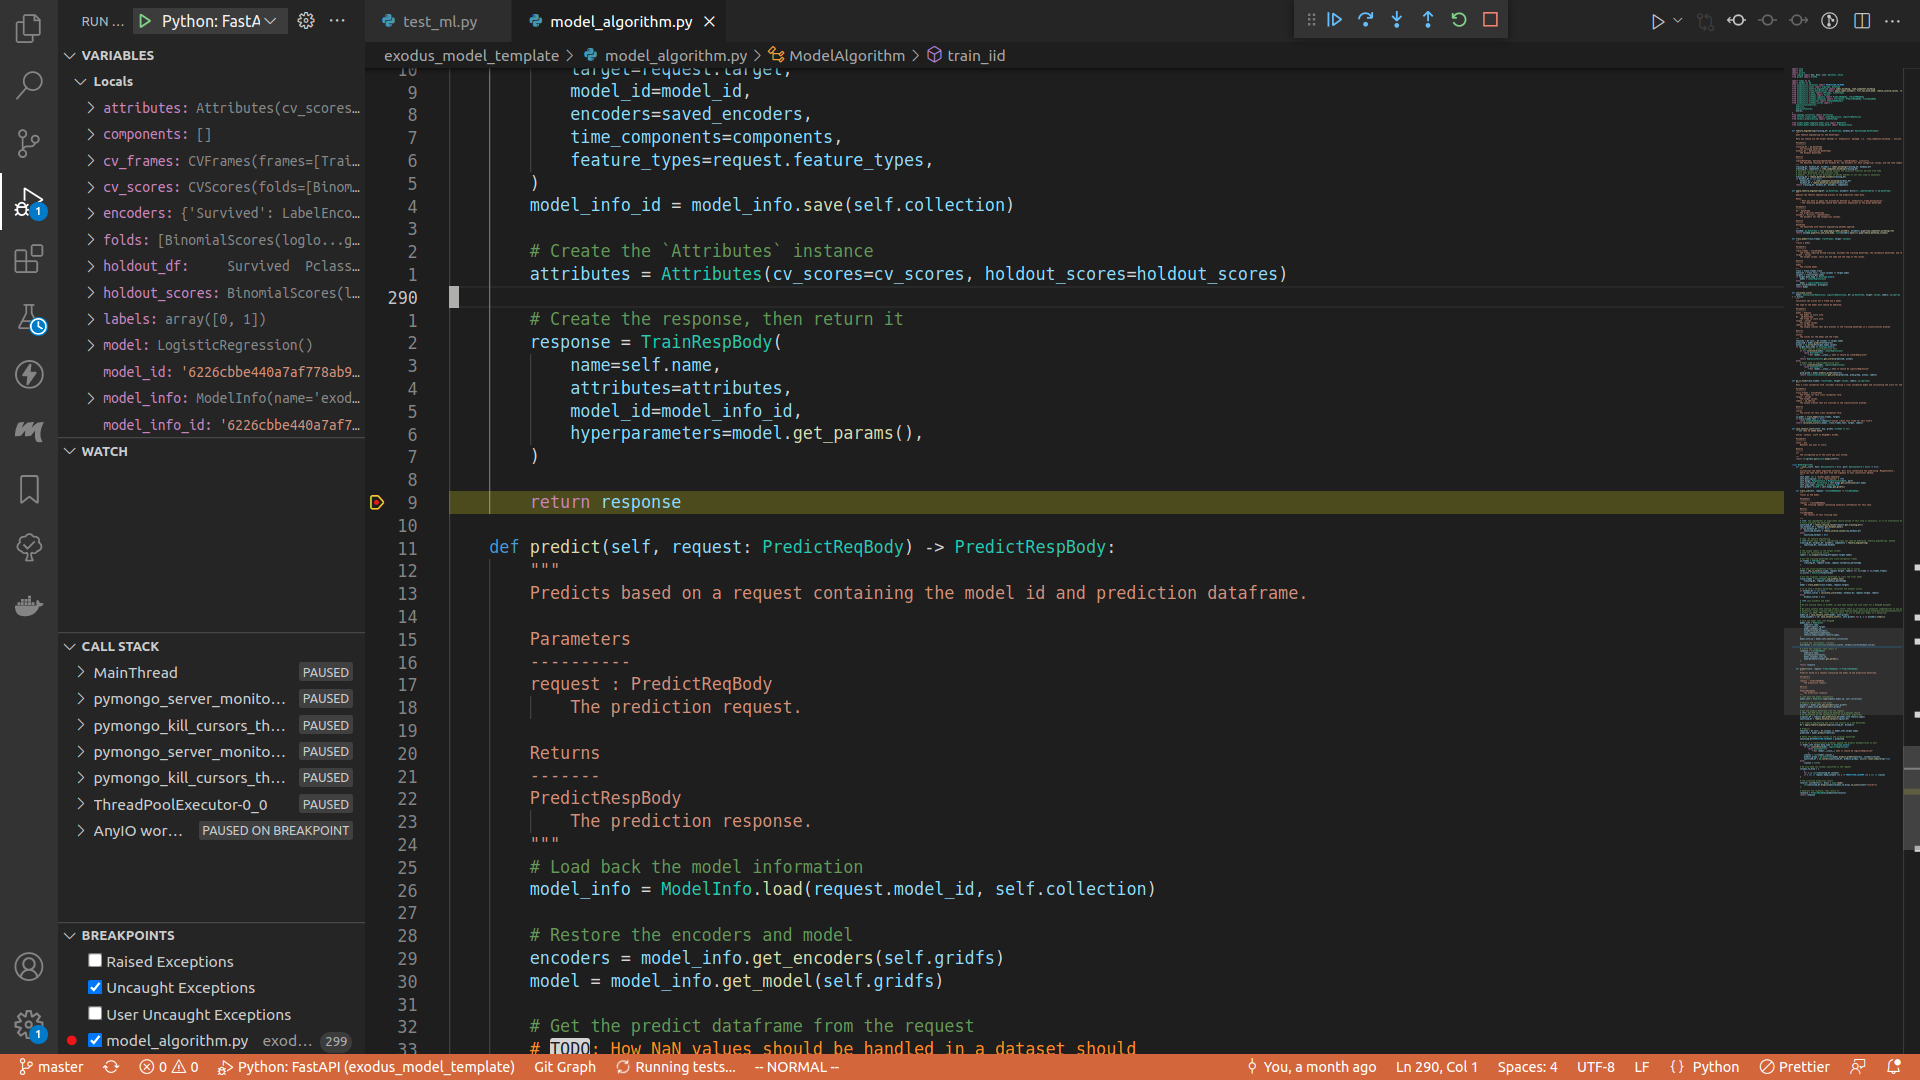 RUN ...
Python: FastA
test_ml.py
model_algorithm.py
exodus_model_template > model_algorithm.py > ModelAlgorithm > train_iid
VARIABLES
Locals
attributes: Attributes(cv_scores…
components: []
cv_frames: CVFrames(frames=[Trai…
cv_scores: CVScores(folds=[Binom…
encoders: {'Survived': LabelEnco…
folds: [BinomialScores(loglo...g…
holdout_df:    Survived  Pclass…
holdout_scores: BinomialScores(l…
labels: array([0, 1])
model: LogisticRegression()
model_id: '6226cbbe440a7af778ab9…
model_info: ModelInfo(name='exod…
model_info_id: '6226cbbe440a7af7…
WATCH
CALL STACK
MainThread PAUSED
pymongo_server_monito... PAUSED
pymongo_kill_cursors_th... PAUSED
pymongo_server_monito... PAUSED
pymongo_kill_cursors_th... PAUSED
ThreadPoolExecutor-0_0 PAUSED
AnyIO wor... PAUSED ON BREAKPOINT
BREAKPOINTS
Raised Exceptions
Uncaught Exceptions
User Uncaught Exceptions
model_algorithm.py exod... 299
10 target=request.target,
9 model_id=model_id,
8 encoders=saved_encoders,
7 time_components=components,
6 feature_types=request.feature_types,
5 )
4 model_info_id = model_info.save(self.collection)
3
2 # Create the `Attributes` instance
1 attributes = Attributes(cv_scores=cv_scores, holdout_scores=holdout_scores)
290
1 # Create the response, then return it
2 response = TrainRespBody(
3 name=self.name,
4 attributes=attributes,
5 model_id=model_info_id,
6 hyperparameters=model.get_params(),
7 )
8
9 return response
10
11 def predict(self, request: PredictReqBody) -> PredictRespBody:
12 """
13 Predicts based on a request containing the model id and prediction dataframe.
14
15 Parameters
16 ----------
17 request : PredictReqBody
18 The prediction request.
19
20 Returns
21 -------
22 PredictRespBody
23 The prediction response.
24 """
25 # Load back the model information
26 model_info = ModelInfo.load(request.model_id, self.collection)
27
28 # Restore the encoders and model
29 encoders = model_info.get_encoders(self.gridfs)
30 model = model_info.get_model(self.gridfs)
31
32 # Get the predict dataframe from the request
33 # TODO: How NaN values should be handled in a dataset should
1
1
master 0 0 Python: FastAPI (exodus_model_template) Git Graph Running tests... -- NORMAL -- You, a month ago Ln 290, Col 1 Spaces: 4 UTF-8 LF {} Python Prettier